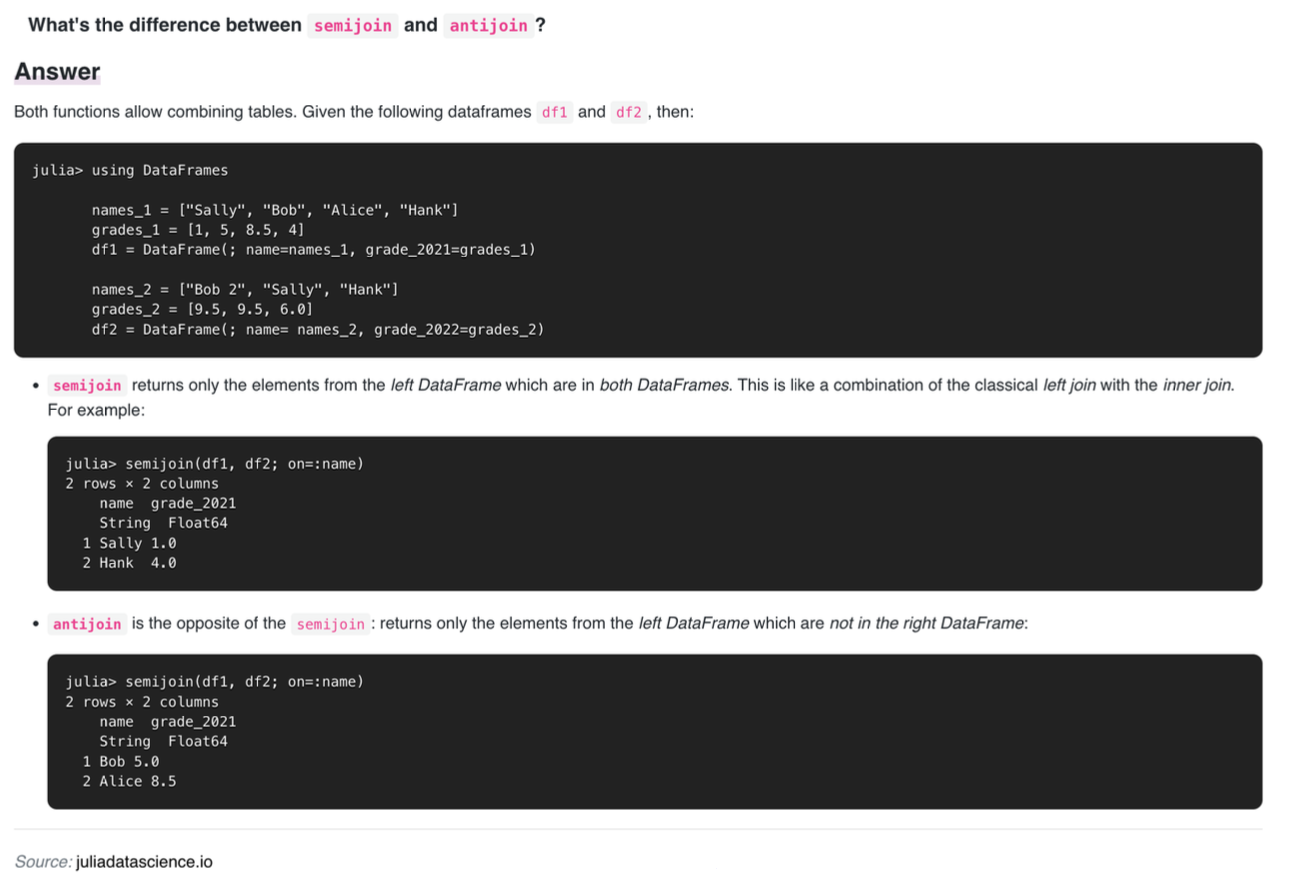 What's the difference between semijoin and antijoin ?
Answer
Both functions allow combining tables. Given the following dataframes df1 and df2 , then:
julia> using DataFrames
names_1 = ["Sally", "Bob", "Alice", "Hank"]
grades_1 = [1, 5, 8.5, 4]
df1 = DataFrame(; name=names_1, grade_2021=grades_1)
names_2 = ["Bob 2", "Sally", "Hank"]
grades_2 = [9.5, 9.5, 6.0]
df2 = DataFrame(; name= names_2, grade_2022=grades_2)
• semijoin returns only the elements from the left DataFrame which are in both DataFrames. This is like a combination of the classical left join with the inner join.
For example:
julia> semijoin(df1, df2; on=:name)
2 rows × 2 columns
name grade_2021
String Float64
1 Sally 1.0
2 Hank 4.0
• antijoin is the opposite of the semijoin : returns only the elements from the left DataFrame which are not in the right DataFrame:
julia> semijoin(df1, df2; on=:name)
2 rows × 2 columns
name grade_2021
String Float64
1 Bob 5.0
2 Alice 8.5
Source: juliadatascience.io